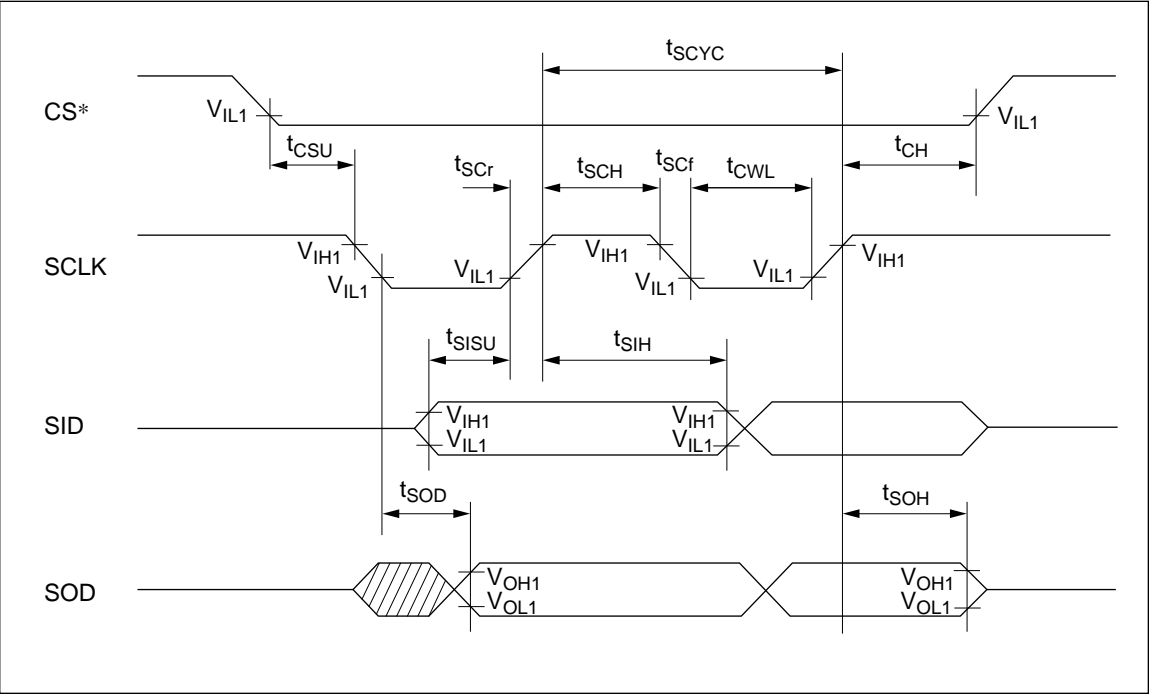 tSCYC
CS*
VIL1
VIL1
tCSU
tSCr
tSCH
tSCf
tCWL
tCH
SCLK
VIH1
VIL1
VIL1
VIH1
VIL1
VIL1
VIH1
tSISU
tSIH
SID
VIH1
VIL1
VIH1
VIL1
tSOD
tSOH
SOD
VOH1
VOL1
VOH1
VOL1